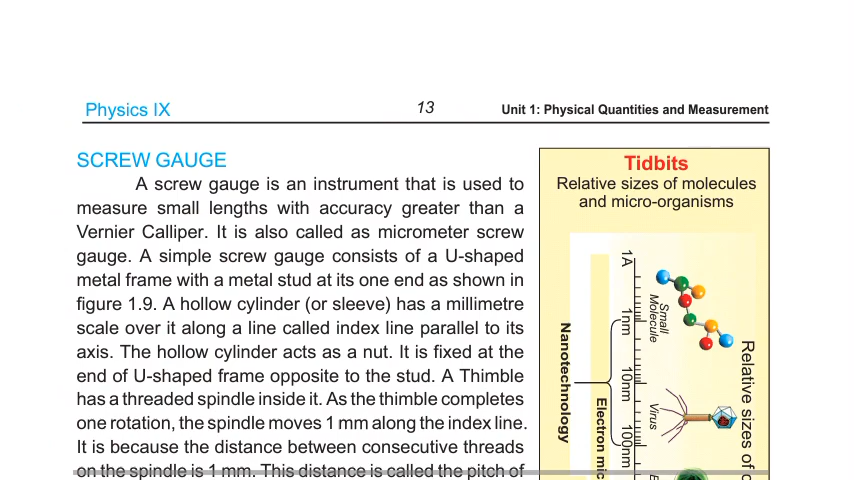 Physics IX
13
Unit 1: Physical Quantities and Measurement
SCREW GAUGE
A screw gauge is an instrument that is used to
measure small lengths with accuracy greater than a
Vernier Calliper. It is also called as micrometer screw
gauge. A simple screw gauge consists of a U-shaped
metal frame with a metal stud at its one end as shown in
figure 1.9. A hollow cylinder (or sleeve) has a millimetre
scale over it along a line called index line parallel to its
axis. The hollow cylinder acts as a nut. It is fixed at the
end of U-shaped frame opposite to the stud. A Thimble
has a threaded spindle inside it. As the thimble completes
one rotation, the spindle moves 1 mm along the index line.
It is because the distance between consecutive threads
on the spindle is 1 mm. This distance is called the pitch of
Tidbits
Relative sizes of molecules
and micro-organisms
1A
1nm
10nm
100nm
Small
Molecule
Virus
Nanotechnology
Electron mic
Relative sizes of